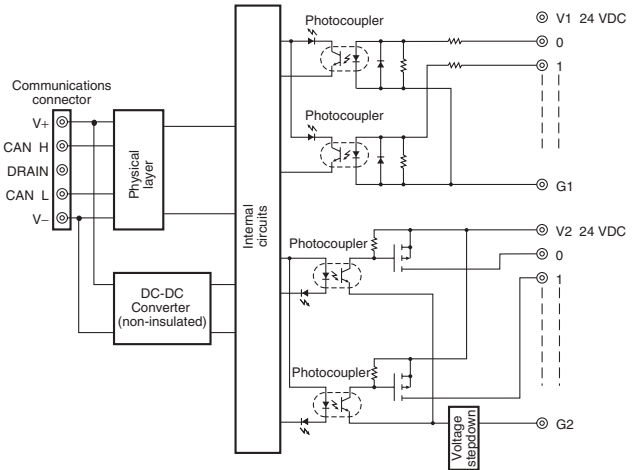 Photocoupler
V1 24 VDC
0
1
Communications
connector
V+
CAN H
DRAIN
CAN L
V−
Physical
layer
Photocoupler
G1
Internal
circuits
DC-DC
Converter
(non-insulated)
Photocoupler
V2 24 VDC
0
1
Photocoupler
Voltage
stepdown
G2